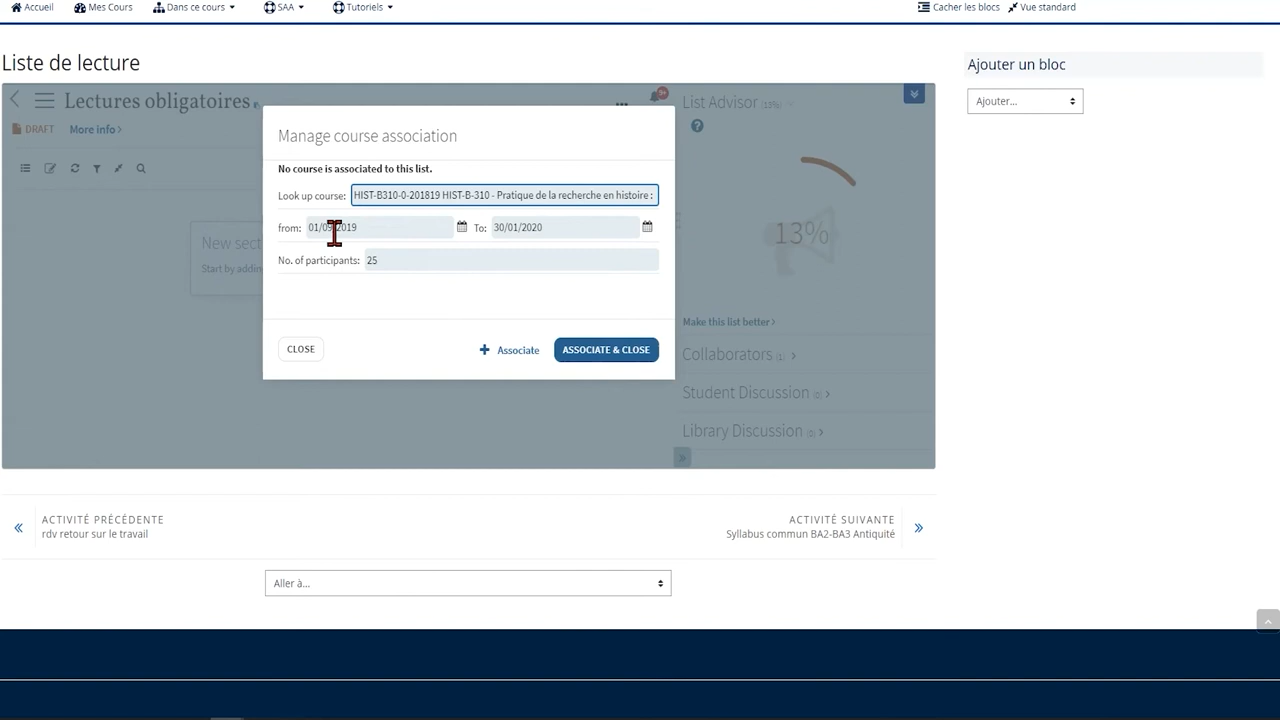 Accueil Mes Cours Dans ce cours SAA Tutoriels Cacher les blocs Vue standard
Liste de lecture
Ajouter un bloc
Ajouter...
Lectures obligatoires
9+
List Advisor (13%)
DRAFT More info
?
Manage course association
No course is associated to this list.
Look up course: HIST-B310-0-201819 HIST-B-310 - Pratique de la recherche en histoire :
from: 01/09/2019 To: 30/01/2020
No. of participants: 25
New sect
Start by addin
13%
CLOSE + Associate ASSOCIATE & CLOSE
Make this list better
Collaborators (1)
Student Discussion (0)
Library Discussion (0)
ACTIVITÉ PRÉCÉDENTE
rdv retour sur le travail
ACTIVITÉ SUIVANTE
Syllabus commun BA2-BA3 Antiquité
Aller à...